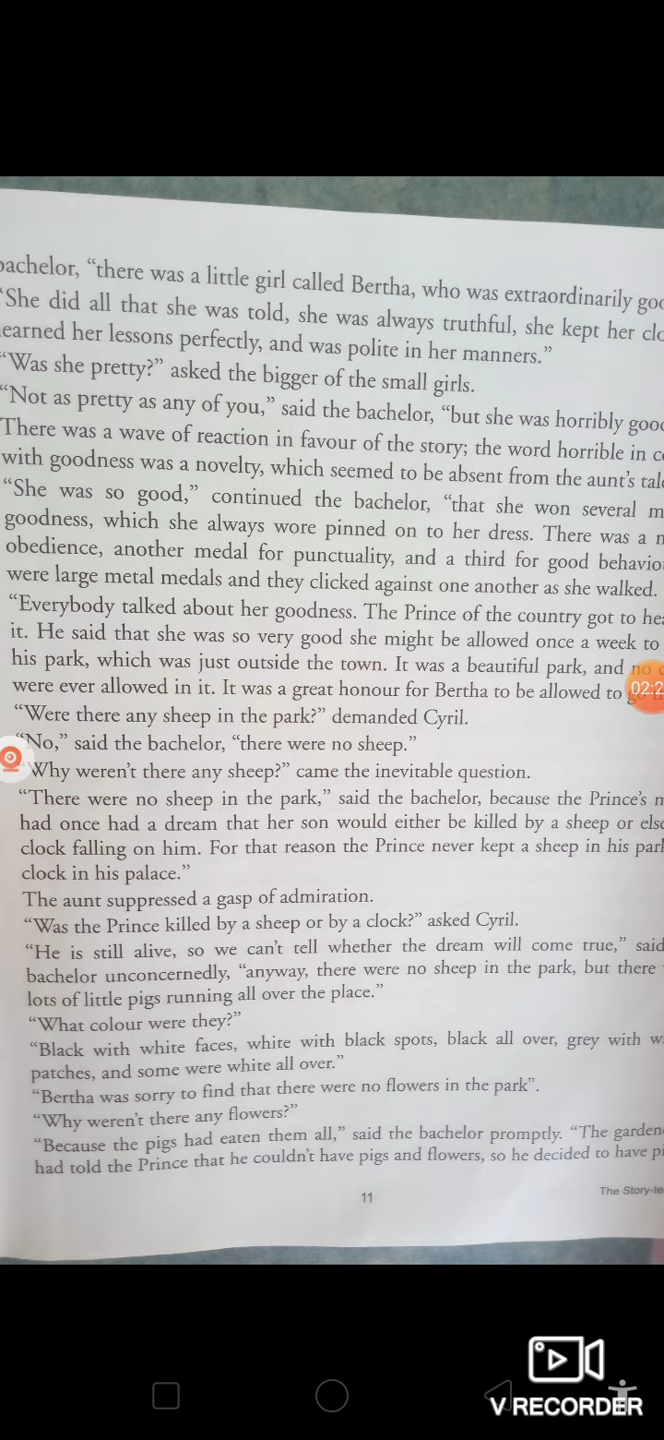 bachelor, “there was a little girl called Bertha, who was extraordinarily
“She did all that she was told, she was always truthful, she kept her
learned her lessons perfectly, and was polite in her manners.”
“Was she pretty?” asked the bigger of the small girls.
“Not as pretty as any of you,” said the bachelor, “but she was horribly
There was a wave of reaction in favour of the story; the word horrible in
with goodness was a novelty, which seemed to be absent from the aunt’s
“She was so good,” continued the bachelor, “that she won several
goodness, which she always wore pinned on to her dress. There was a
obedience, another medal for punctuality, and a third for good
were large metal medals and they clicked against one another as she walked.
“Everybody talked about her goodness. The Prince of the country got to
it. He said that she was so very good she might be allowed once a week to
his park, which was just outside the town. It was a beautiful park, and no
were ever allowed in it. It was a great honour for Bertha to be allowed to
02:2
“Were there any sheep in the park?” demanded Cyril.
“No,” said the bachelor, “there were no sheep.”
“Why weren’t there any sheep?” came the inevitable question.
“There were no sheep in the park,” said the bachelor, because the Prince’s
had once had a dream that her son would either be killed by a sheep or
clock falling on him. For that reason the Prince never kept a sheep in his
clock in his palace.”
The aunt suppressed a gasp of admiration.
“Was the Prince killed by a sheep or by a clock?” asked Cyril.
“He is still alive, so we can’t tell whether the dream will come true,” said
bachelor unconcernedly, “anyway, there were no sheep in the park, but there
lots of little pigs running all over the place.”
“What colour were they?”
“Black with white faces, white with black spots, black all over, grey with
patches, and some were white all over.”
“Bertha was sorry to find that there were no flowers in the park”.
“Why weren’t there any flowers?”
“Because the pigs had eaten them all,” said the bachelor promptly. “The
had told the Prince that he couldn’t have pigs and flowers, so he decided to have
11
The
V RECORDER